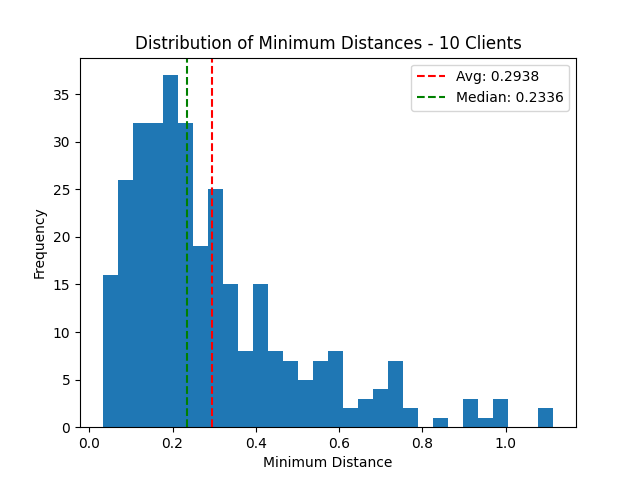 Distribution of Minimum Distances - 10 Clients
Avg: 0.2938
Median: 0.2336
Frequency
35
30
25
20
15
10
5
0
0.0 0.2 0.4 0.6 0.8 1.0
Minimum Distance